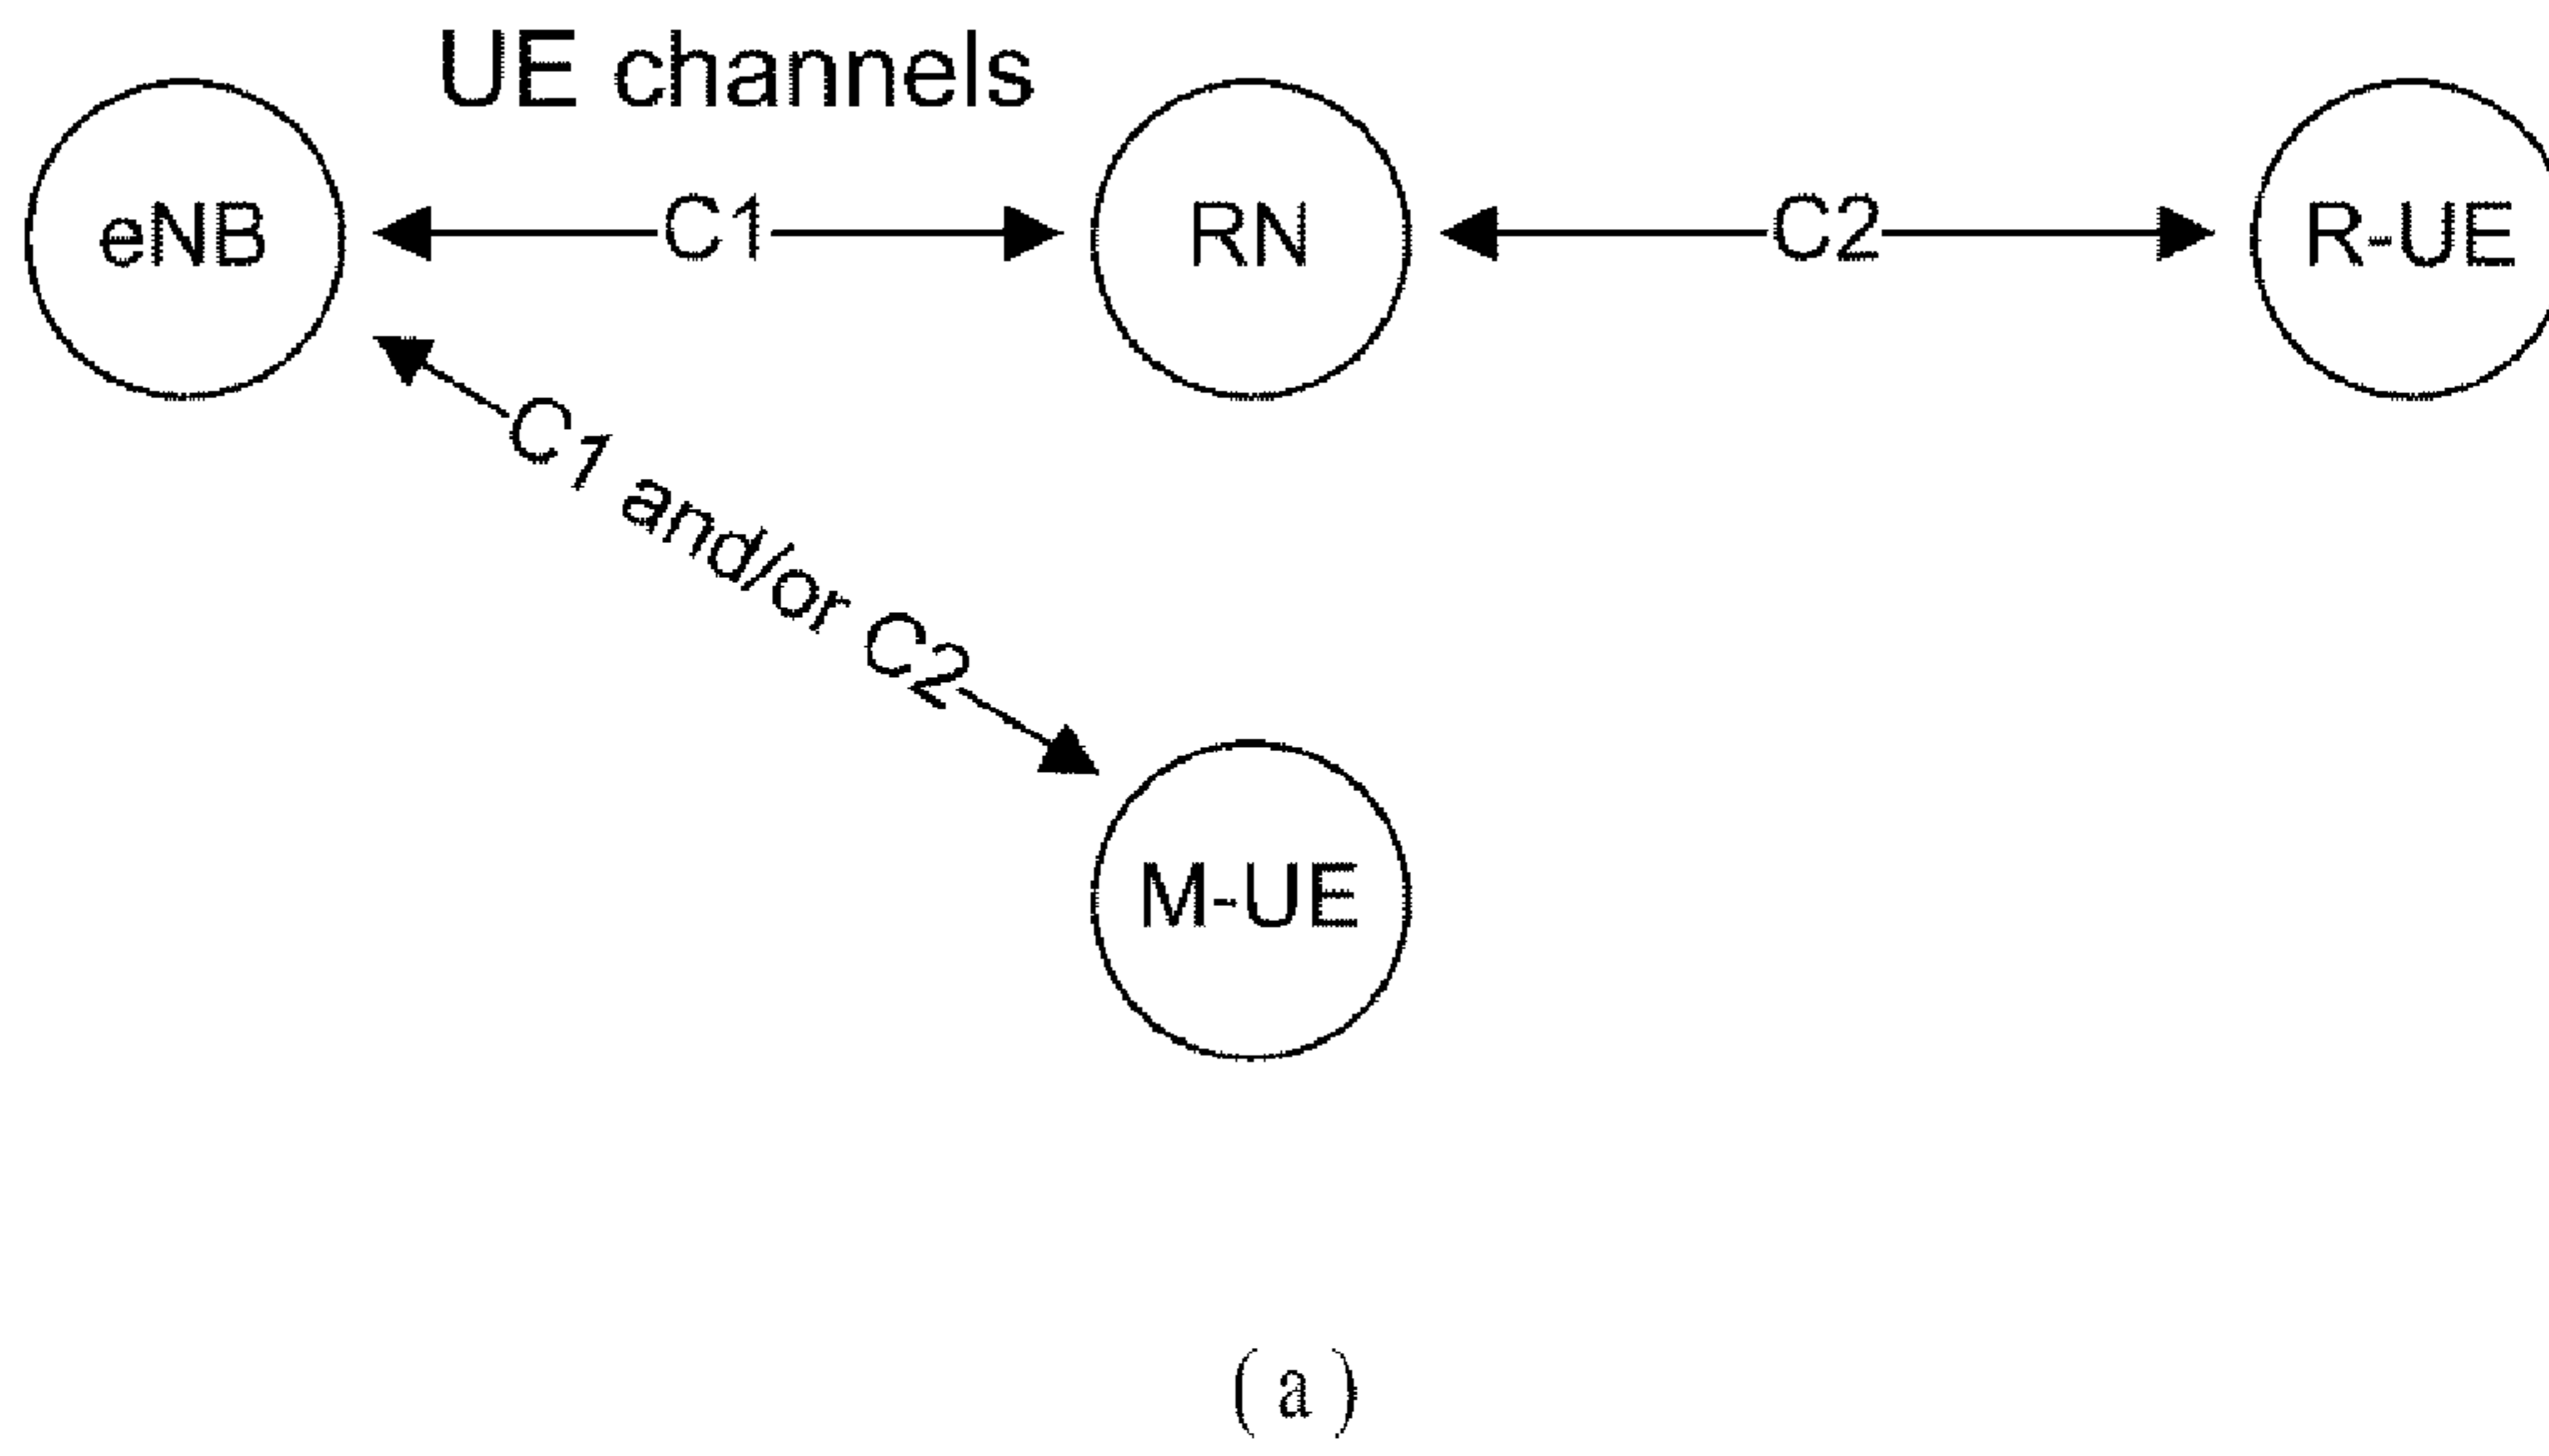 UE channels
eNB
C1
RN
C2
R-UE
C1 and/or C2
M-UE
(a)